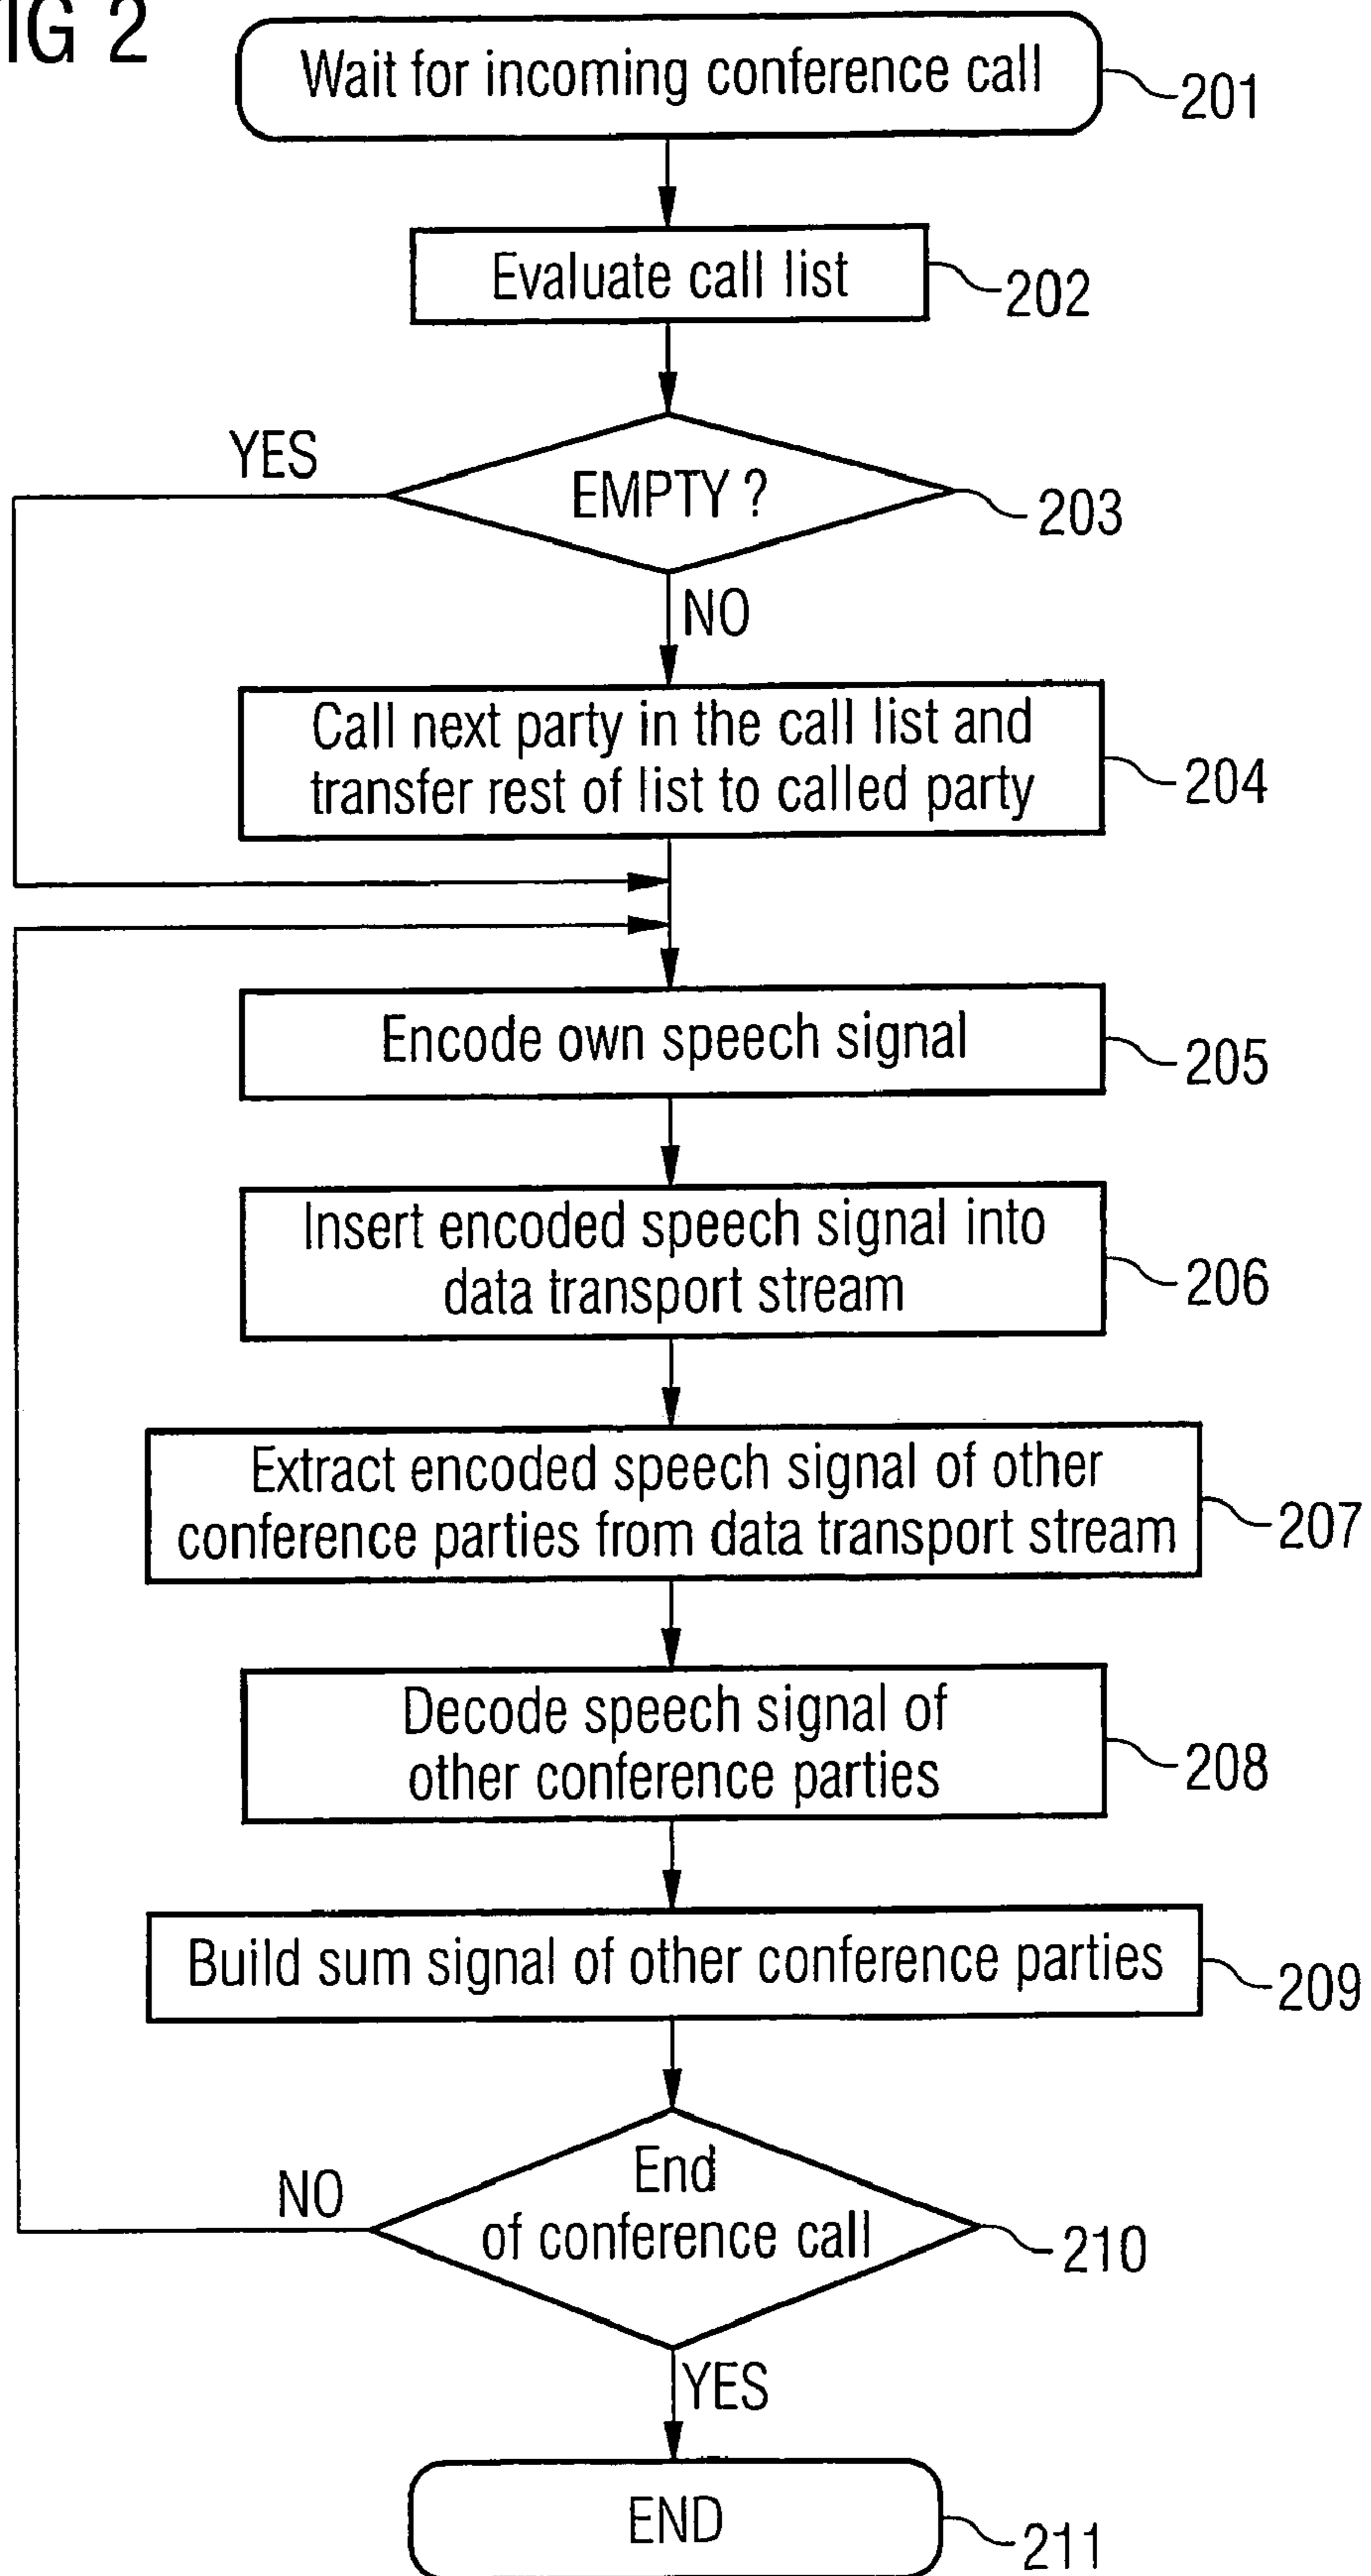 IG 2
Wait for incoming conference call
201
Evaluate call list
202
YES
EMPTY ?
203
NO
Call next party in the call list and
transfer rest of list to called party
204
Encode own speech signal
205
Insert encoded speech signal into
data transport stream
206
Extract encoded speech signal of other
conference parties from data transport stream
207
Decode speech signal of
other conference parties
208
Build sum signal of other conference parties
209
NO
End
of conference call
210
YES
END
211